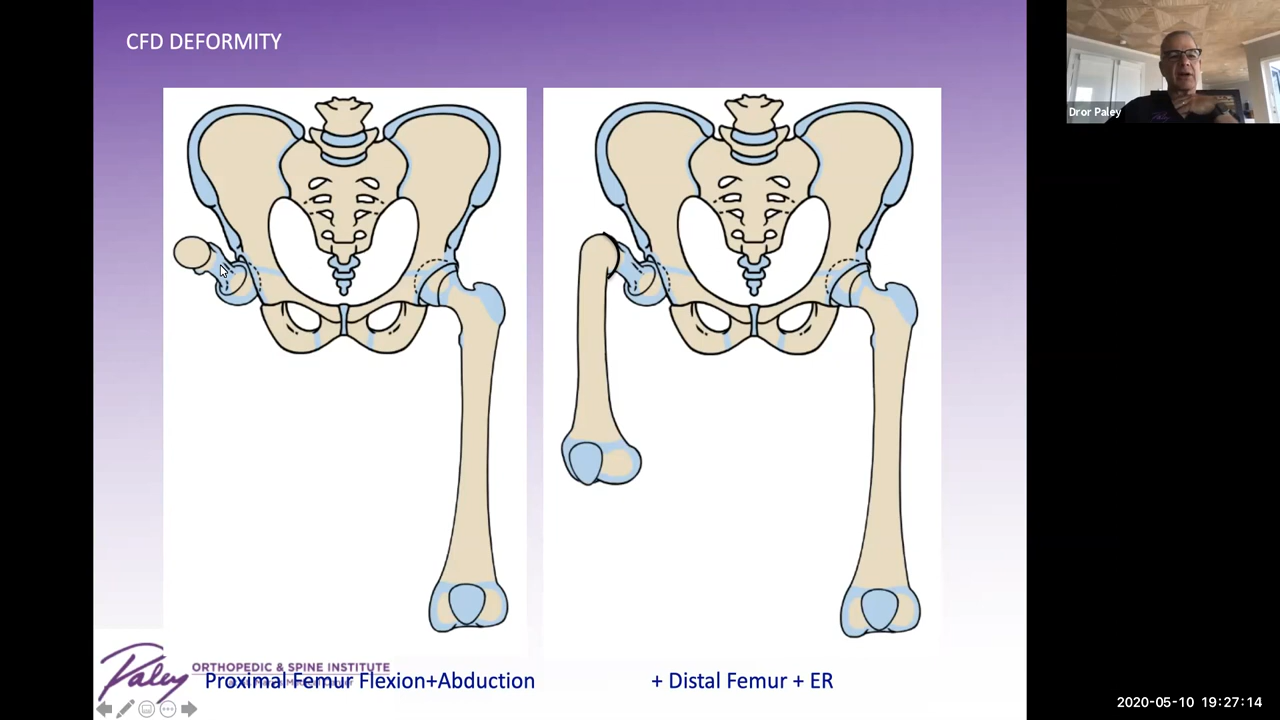 CFD DEFORMITY
Dror Paley
Paley
ORTHOPEDIC & SPINE INSTITUTE
Proximal Femur Flexion+Abduction
+ Distal Femur + ER
2020-05-10 19:27:14